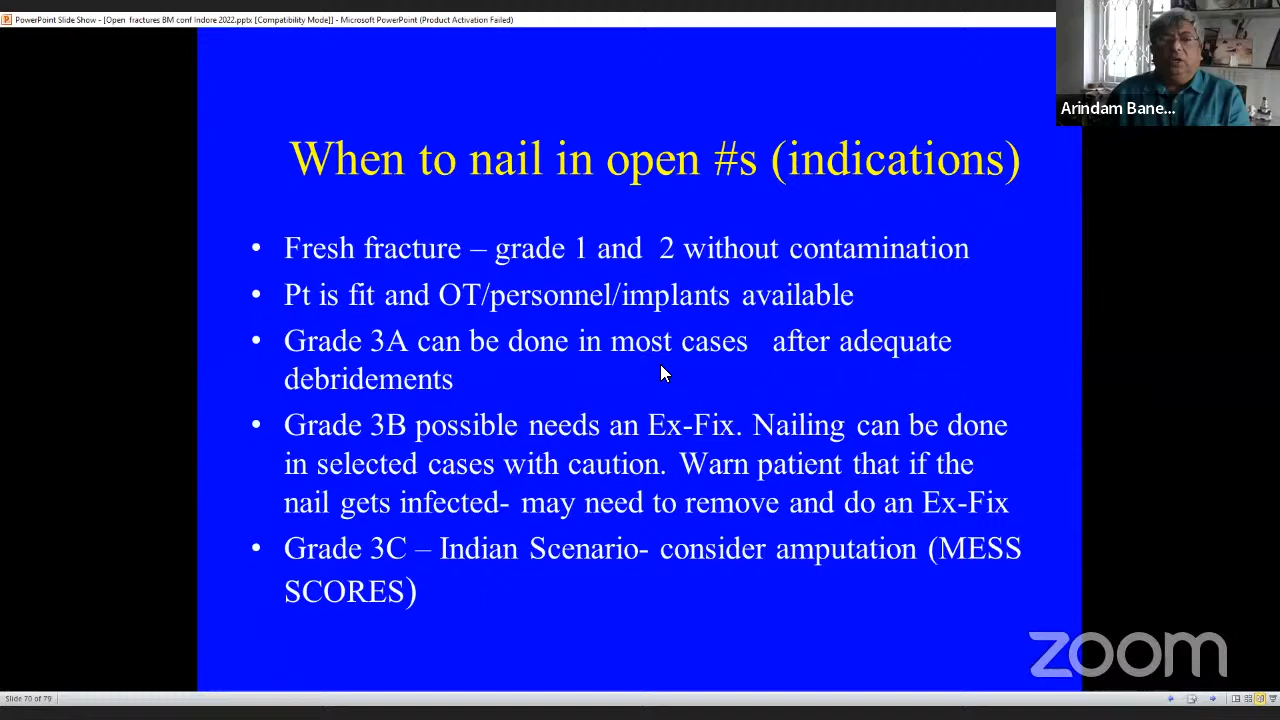 PowerPoint Slide Show - [Open fractures BM conf Indore 2022.pptx [Compatibility Mode]] - Microsoft PowerPoint (Product Activation Failed)
Arindam Bane...
When to nail in open #s (indications)
• Fresh fracture – grade 1 and 2 without contamination
• Pt is fit and OT/personnel/implants available
• Grade 3A can be done in most cases after adequate
debridements
• Grade 3B possible needs an Ex-Fix. Nailing can be done
in selected cases with caution. Warn patient that if the
nail gets infected- may need to remove and do an Ex-Fix
• Grade 3C – Indian Scenario- consider amputation (MESS
SCORES)
zoom
Slide 70 of 79